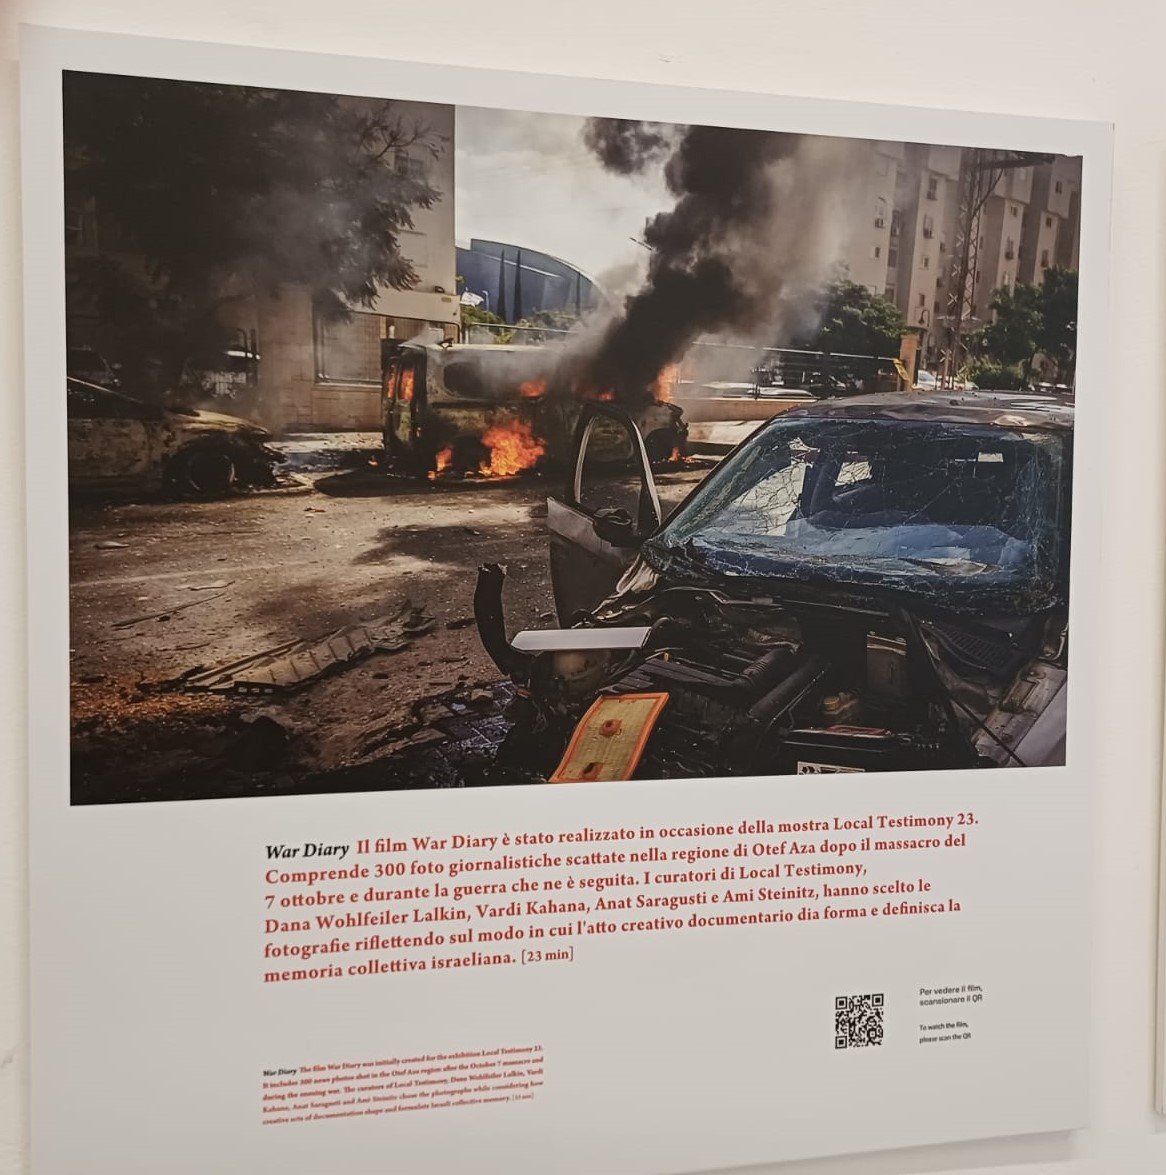 War Diary Il film War Diary è stato realizzato in occasione della mostra Local Testimony 23.
Comprende 300 foto giornalistiche scattate nella regione di Otef Aza dopo il massacro del
7 ottobre e durante la guerra che ne è seguita. I curatori di Local Testimony,
Dana Wohlfeiler Lalkin, Vardi Kahana, Anat Saragusti e Ami Steinitz, hanno scelto le
fotografie riflettendo sul modo in cui l'atto creativo documentario dia forma e definisca la
memoria collettiva israeliana. [23 min]
Per vedere il film,
scansionare il QR
To watch the film,
please scan the QR
War Diary The film War Diary was initially created for the exhibition Local Testimony 23.
It includes 300 news photos shot in the Otef Aza region after the October 7 massacre and
during the ensuing war. The curators of Local Testimony, Dana Wohlfeiler Lalkin, Vardi
Kahana, Anat Saragusti and Ami Steinitz chose the photographs while considering how
creative acts of documentation shape and formulate Israeli collective memory. [23 min]